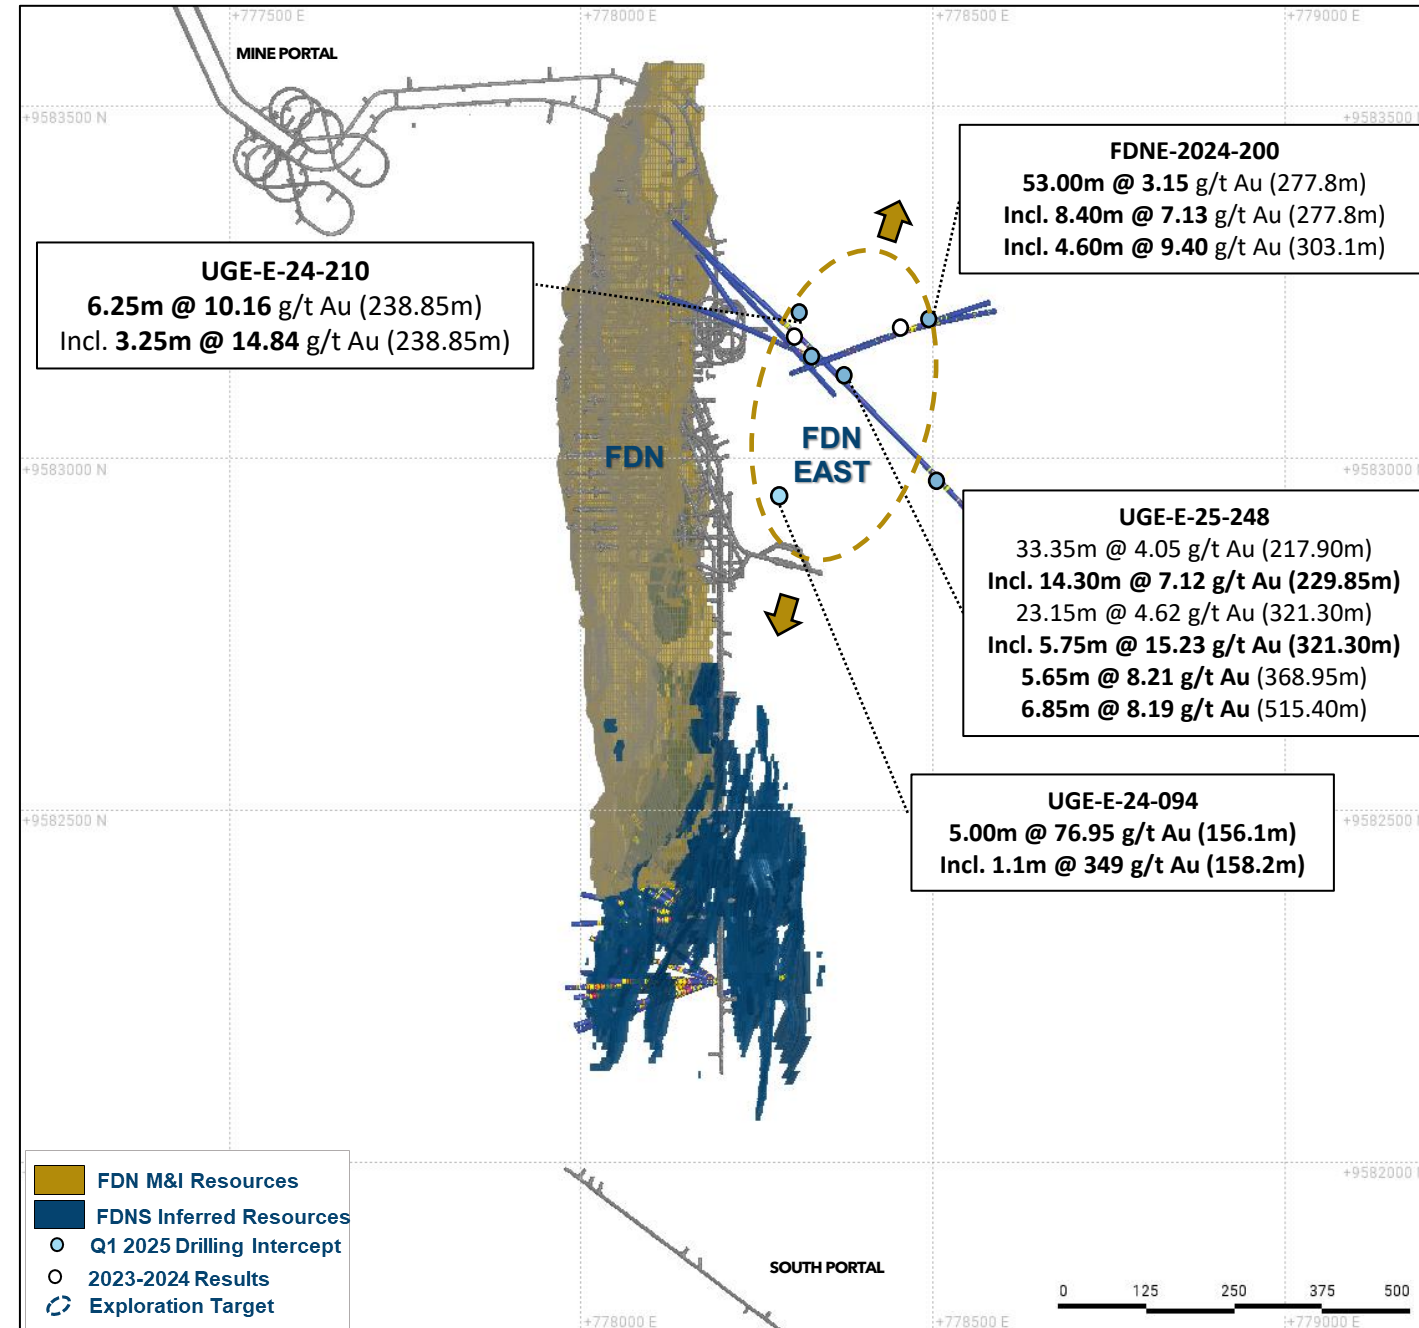 +777500 E
+778000 E
+778500 E
+779000 E
MINE PORTAL
+9583500 N
+9583500 N
FDNE-2024-200
53.00m @ 3.15 g/t Au (277.8m)
Incl. 8.40m @ 7.13 g/t Au (277.8m)
Incl. 4.60m @ 9.40 g/t Au (303.1m)
UGE-E-24-210
6.25m @ 10.16 g/t Au (238.85m)
Incl. 3.25m @ 14.84 g/t Au (238.85m)
FDN
FDN
EAST
+9583000 N
+9583000 N
UGE-E-25-248
33.35m @ 4.05 g/t Au (217.90m)
Incl. 14.30m @ 7.12 g/t Au (229.85m)
23.15m @ 4.62 g/t Au (321.30m)
Incl. 5.75m @ 15.23 g/t Au (321.30m)
5.65m @ 8.21 g/t Au (368.95m)
6.85m @ 8.19 g/t Au (515.40m)
UGE-E-24-094
5.00m @ 76.95 g/t Au (156.1m)
Incl. 1.1m @ 349 g/t Au (158.2m)
+9582500 N
+9582500 N
+9582000 N
FDN M&I Resources
FDNS Inferred Resources
Q1 2025 Drilling Intercept
2023-2024 Results
Exploration Target
SOUTH PORTAL
0 125 250 375 500
+778000 E
+778500 E
+779000 E